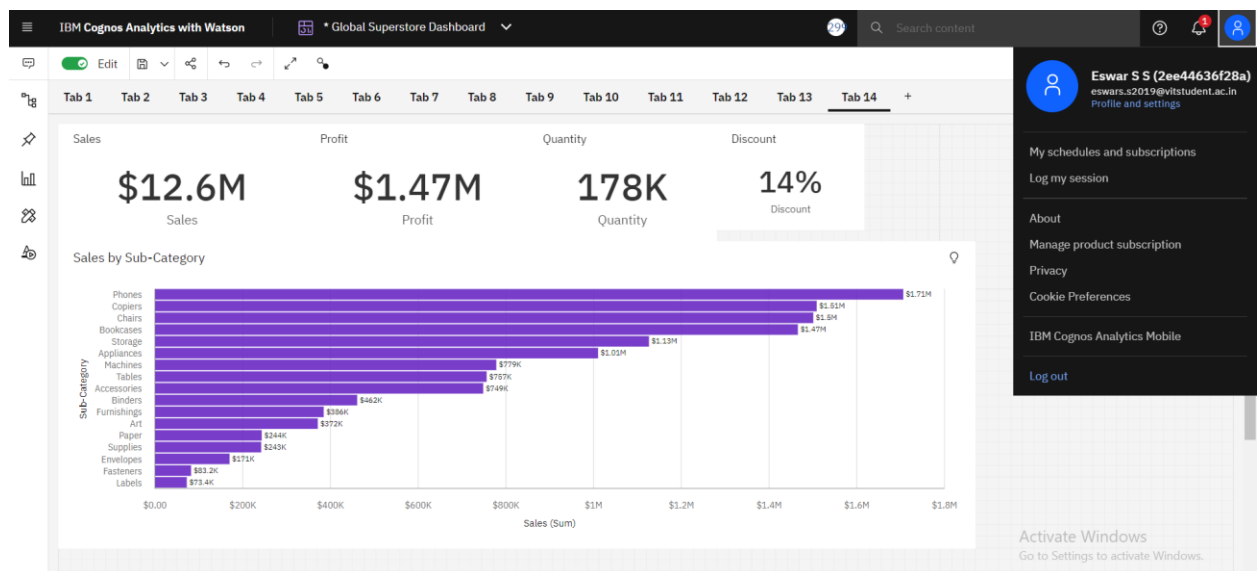 IBM Cognos Analytics with Watson
* Global Superstore Dashboard
299
Search content
1
Edit
Tab 1 Tab 2 Tab 3 Tab 4 Tab 5 Tab 6 Tab 7 Tab 8 Tab 9 Tab 10 Tab 11 Tab 12 Tab 13 Tab 14 +
Eswar S S (2ee44636f28a)
eswars.s2019@vitstudent.ac.in
Profile and settings
My schedules and subscriptions
Log my session
About
Manage product subscription
Privacy
Cookie Preferences
IBM Cognos Analytics Mobile
Log out
Sales Profit Quantity Discount
$12.6M $1.47M 178K 14%
Sales Profit Quantity Discount
Sales by Sub-Category
Sub-Category
Phones $1.71M
Copiers $1.51M
Chairs $1.5M
Bookcases $1.47M
Storage $1.13M
Appliances $1.01M
Machines $779K
Tables $757K
Accessories $749K
Binders $462K
Furnishings $386K
Art $372K
Paper $244K
Supplies $243K
Envelopes $171K
Fasteners $83.2K
Labels $73.4K
$0.00 $200K $400K $600K $800K $1M $1.2M $1.4M $1.6M $1.8M
Sales (Sum)
Activate Windows
Go to Settings to activate Windows.